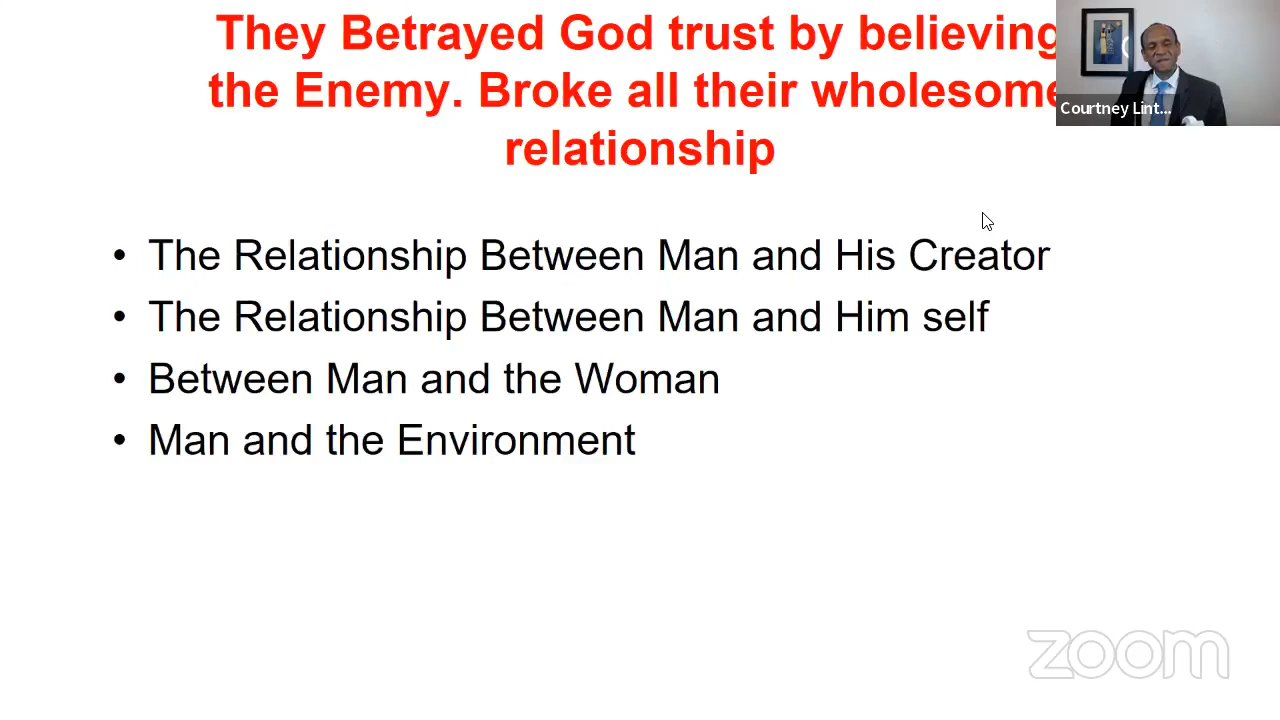 They Betrayed God trust by believing
the Enemy. Broke all their wholesome
relationship
Courtney Lint...
• The Relationship Between Man and His Creator
• The Relationship Between Man and Him self
• Between Man and the Woman
• Man and the Environment
zoom